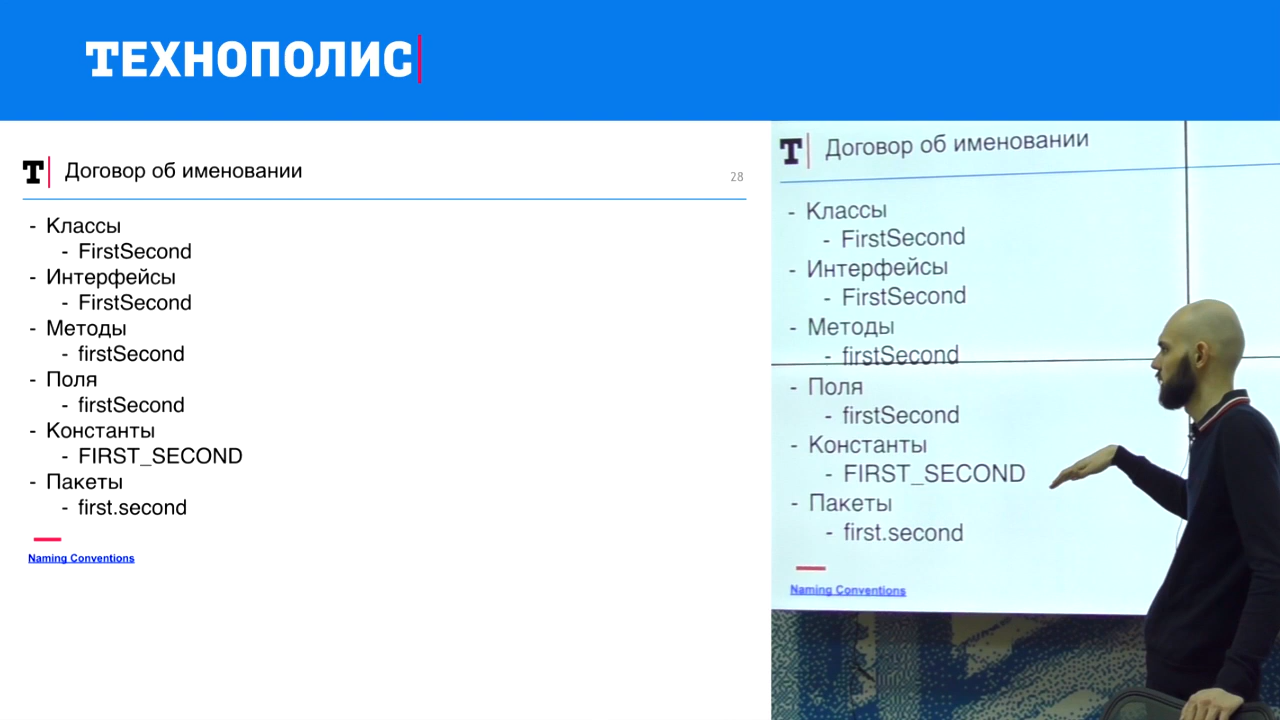 ТЕХНОПОЛИС
Т Договор об именовании
28
- Классы
- FirstSecond
- Интерфейсы
- FirstSecond
- Методы
- firstSecond
- Поля
- firstSecond
- Константы
- FIRST_SECOND
- Пакеты
- first.second
Naming Conventions
Т Договор об именовании
- Классы
- FirstSecond
- Интерфейсы
- FirstSecond
- Методы
- firstSecond
- Поля
- firstSecond
- Константы
- FIRST_SECOND
- Пакеты
- first.second
Naming Conventions